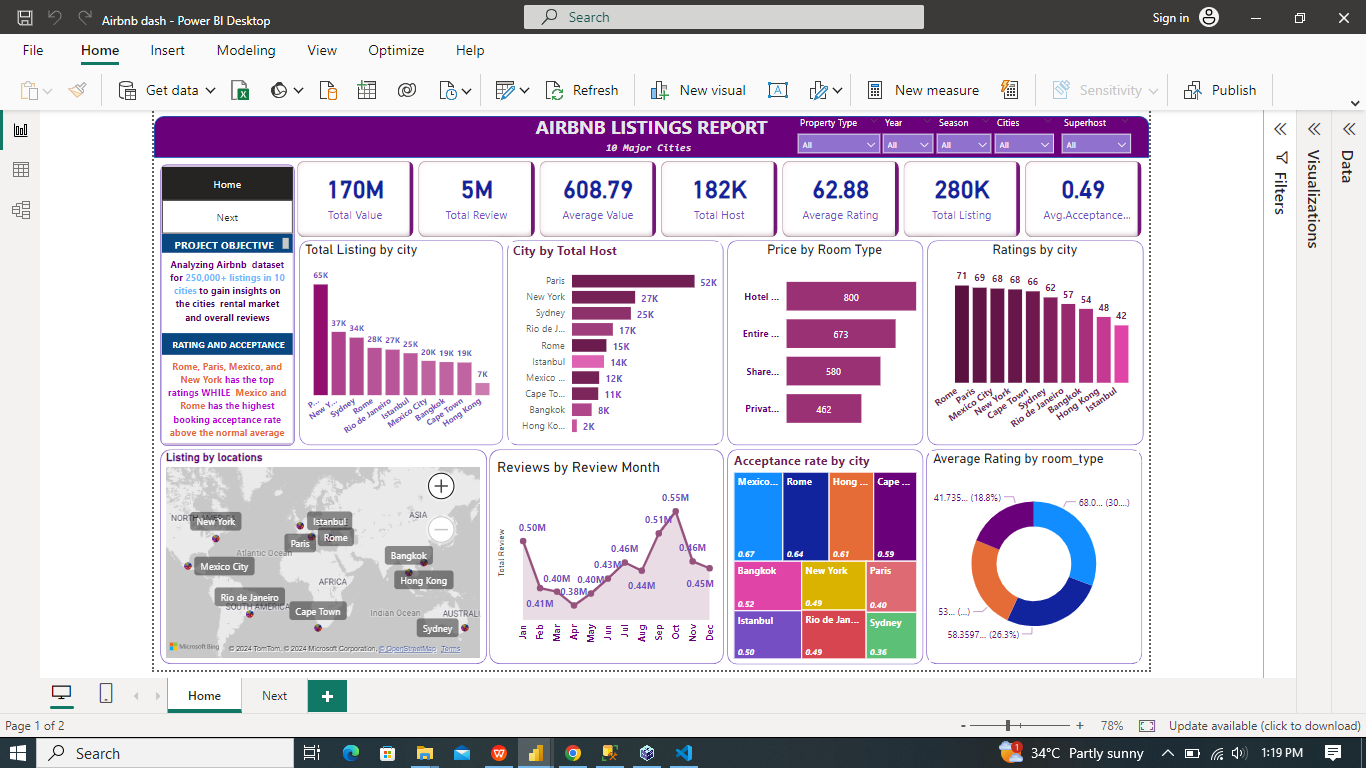 Airbnb dash - Power BI Desktop
Search
Sign in
File
Home
Insert
Modeling
View
Optimize
Help
Get data
Refresh
New visual
New measure
Sensitivity
Publish
AIRBNB LISTINGS REPORT
10 Major Cities
Property Type
All
Year
All
Season
All
Cities
All
Superhost
All
Filters
Visualizations
Data
Home
Next
PROJECT OBJECTIVE
Analyzing Airbnb dataset
for 250,000+ listings in 10
cities to gain insights on
the cities rental market
and overall reviews
RATING AND ACCEPTANCE
Rome, Paris, Mexico, and
New York has the top
ratings WHILE Mexico and
Rome has the highest
booking acceptance rate
above the normal average
170M
Total Value
5M
Total Review
608.79
Average Value
182K
Total Host
62.88
Average Rating
280K
Total Listing
0.49
Avg.Acceptance...
Total Listing by city
65K
37K
34K
28K
27K
25K
20K
19K
19K
7K
P...
New Y...
Sydney
Rome
Rio de Janeiro
Istanbul
Mexico City
Bangkok
Cape Town
Hong Kong
City by Total Host
Paris 52K
New York 27K
Sydney 25K
Rio de J... 17K
Rome 15K
Istanbul 14K
Mexico ... 12K
Cape To... 11K
Bangkok 8K
Hong Ko... 2K
Price by Room Type
Hotel ... 800
Entire ... 673
Share... 580
Privat... 462
Ratings by city
71
69
68
68
66
62
57
54
48
42
Rome
Paris
Mexico City
New York
Cape Town
Sydney
Rio de Janeiro
Bangkok
Hong Kong
Istanbul
Listing by locations
NORTH AMERICA
New York
Istanbul
ASIA
Paris
Rome
Atlantic Ocean
Bangkok
Mexico City
AFRICA
Hong Kong
Rio de Janeiro
SOUTH AMERICA
Cape Town
Indian Ocean
AUSTRALI
Sydney
Microsoft Bing
© 2024 TomTom, © 2024 Microsoft Corporation, © OpenStreetMap Terms
Reviews by Review Month
Total Review
0.50M
0.41M
0.40M
0.38M
0.40M
0.43M
0.46M
0.44M
0.51M
0.55M
0.46M
0.45M
Jan
Feb
Mar
Apr
May
Jun
Jul
Aug
Sep
Oct
Nov
Dec
Acceptance rate by city
Mexico...
0.67
Rome
0.64
Hong ...
0.61
Cape ...
0.59
Bangkok
0.52
New York
0.49
Paris
0.40
Istanbul
0.50
Rio de Jan...
0.49
Sydney
0.36
Average Rating by room_type
41.735... (18.8%)
68.0... (30....)
53... (...)
58.3597... (26.3%)
Home
Next
Page 1 of 2
78%
Update available (click to download)
Search
1
34°C Partly sunny
1:19 PM